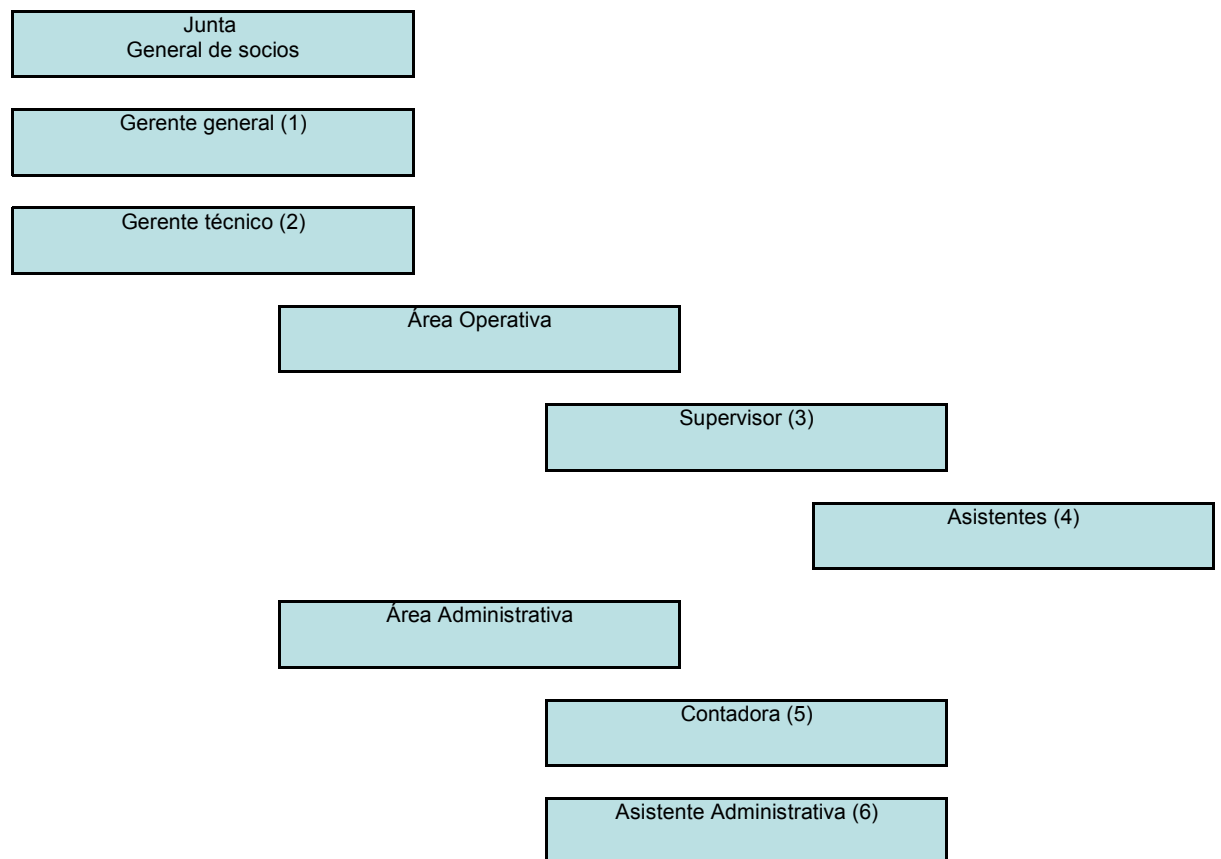 Junta
General de socios
Gerente general (1)
Gerente técnico (2)
Área Operativa
Supervisor (3)
Asistentes (4)
Área Administrativa
Contadora (5)
Asistente Administrativa (6)